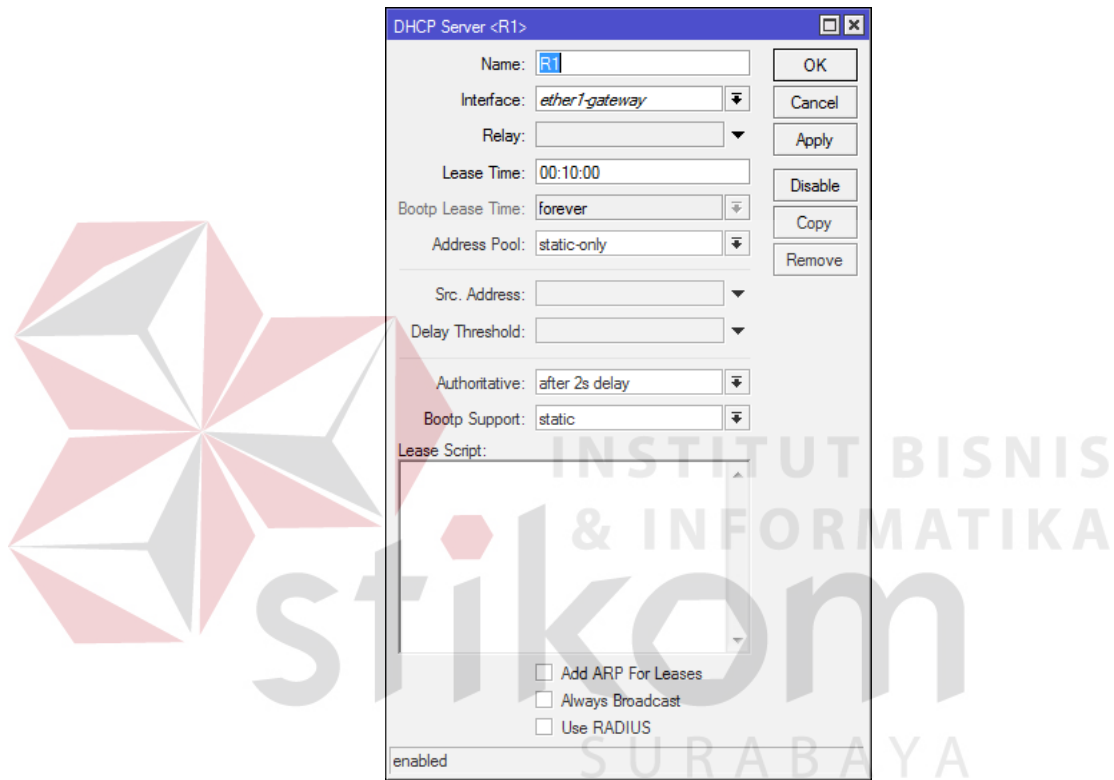 DHCP Server <R1>
Name: R1
OK
Interface: ether1-gateway
Cancel
Relay:
Apply
Lease Time: 00:10:00
Disable
Bootp Lease Time: forever
Copy
Address Pool: static-only
Remove
Src. Address:
Delay Threshold:
Authoritative: after 2s delay
Bootp Support: static
Lease Script:
Add ARP For Leases
Always Broadcast
Use RADIUS
enabled
INSTITUT BISNIS
& INFORMATIKA
stikom
SURABAYA